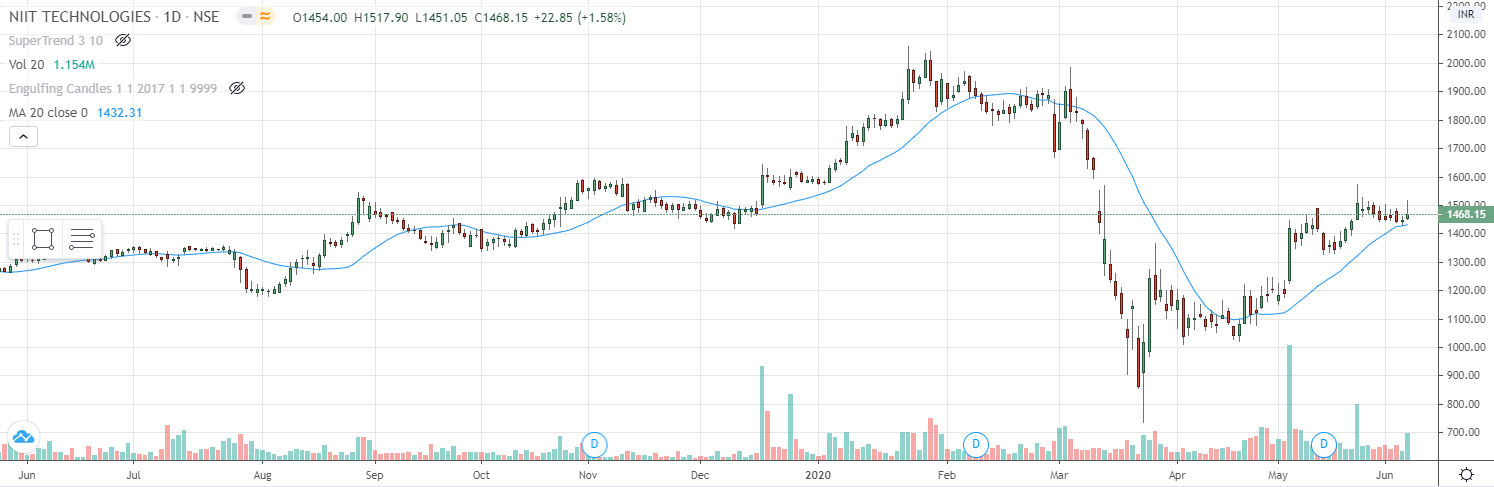 NIIT TECHNOLOGIES · 1D · NSE O1454.00 H1517.90 L1451.05 C1468.15 +22.85 (+1.58%)
SuperTrend 3 10
Vol 20 1.154M
Engulfing Candles 1 1 2017 1 1 9999
MA 20 close 0 1432.31
2200.00
INR
2100.00
2000.00
1900.00
1800.00
1700.00
1600.00
1500.00
1468.15
1400.00
1300.00
1200.00
1100.00
1000.00
900.00
800.00
700.00
D D D
Jun Jul Aug Sep Oct Nov Dec 2020 Feb Mar Apr May Jun